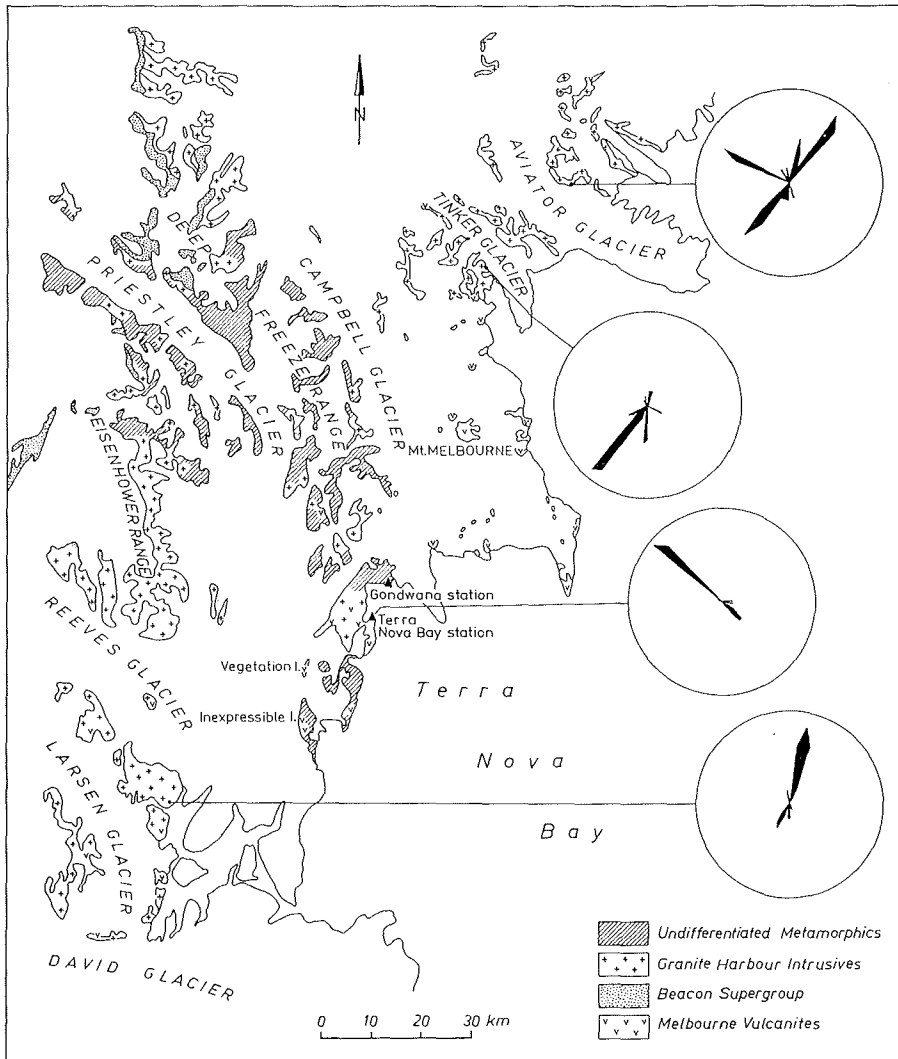 N
AVIATOR GLACIER
TINKER GLACIER
DEEP FREEZE RANGE
CAMPBELL GLACIER
PRIESTLEY GLACIER
EISENHOWER RANGE
Mt. MELBOURNE
Gondwana station
Terra
Nova Bay station
REEVES GLACIER
Vegetation I.
Inexpressible I.
Terra
Nova
Bay
LARSEN GLACIER
DAVID GLACIER
0 10 20 30 km
Undifferentiated Metamorphics
Granite Harbour Intrusives
Beacon Supergroup
Melbourne Vulcanites